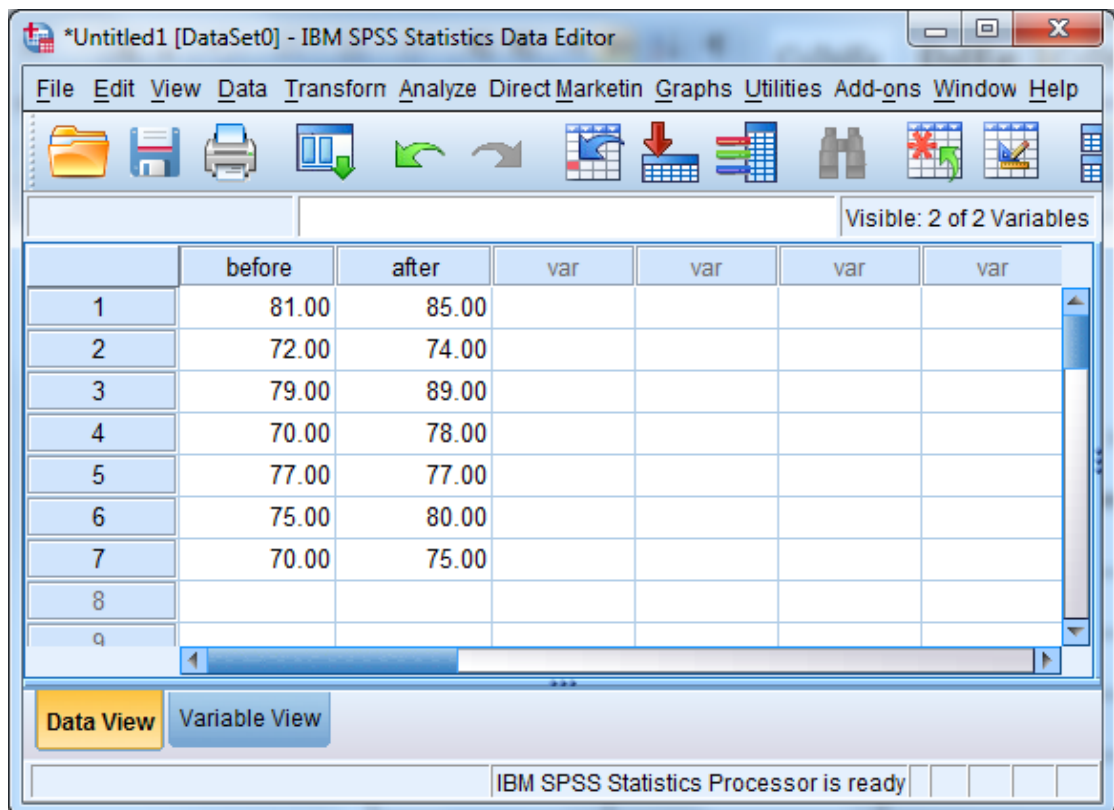 *Untitled1 [DataSet0] - IBM SPSS Statistics Data Editor
File Edit View Data Transforn Analyze Direct Marketin Graphs Utilities Add-ons Window Help
Visible: 2 of 2 Variables
before after var var var var
1 81.00 85.00
2 72.00 74.00
3 79.00 89.00
4 70.00 78.00
5 77.00 77.00
6 75.00 80.00
7 70.00 75.00
8
9
Data View Variable View
IBM SPSS Statistics Processor is ready